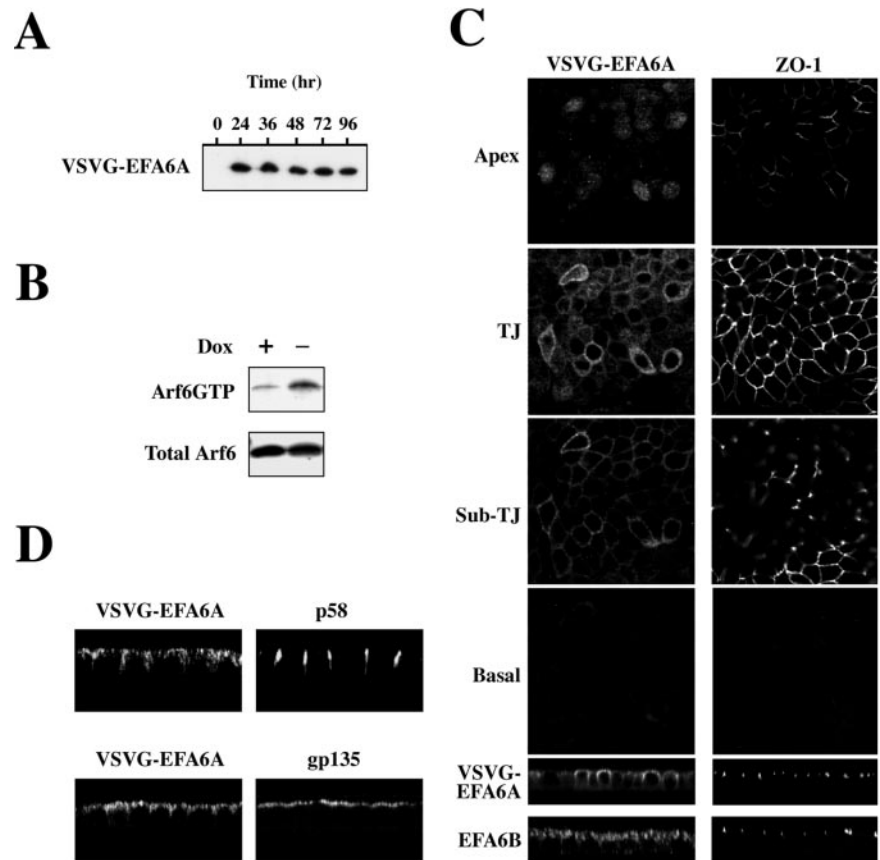 A
Time (hr)
0 24 36 48 72 96
VSVG-EFA6A
B
Dox + −
Arf6GTP
Total Arf6
C
VSVG-EFA6A ZO-1
Apex
TJ
Sub-TJ
Basal
VSVG-
EFA6A
EFA6B
D
VSVG-EFA6A p58
VSVG-EFA6A gp135